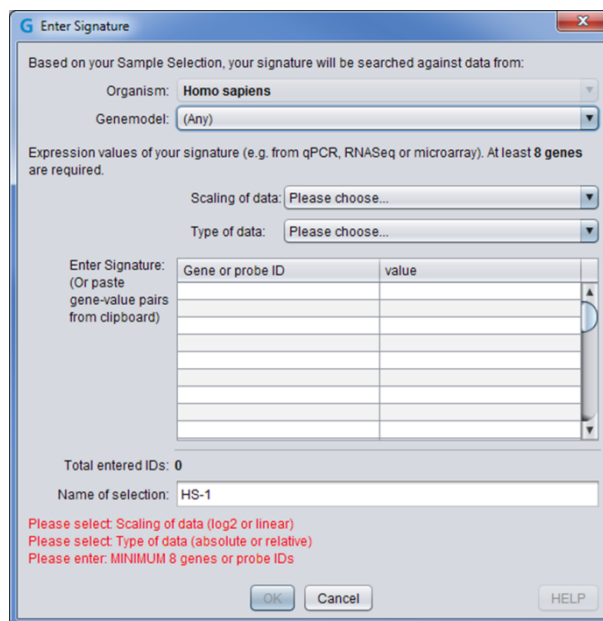 G Enter Signature
Based on your Sample Selection, your signature will be searched against data from:
Organism: Homo sapiens
Genemodel: (Any)
Expression values of your signature (e.g. from qPCR, RNASeq or microarray). At least 8 genes
are required.
Scaling of data: Please choose...
Type of data: Please choose...
Enter Signature: Gene or probe ID value
(Or paste
gene-value pairs
from clipboard)
Total entered IDs: 0
Name of selection: HS-1
Please select: Scaling of data (log2 or linear)
Please select: Type of data (absolute or relative)
Please enter: MINIMUM 8 genes or probe IDs
OK Cancel HELP